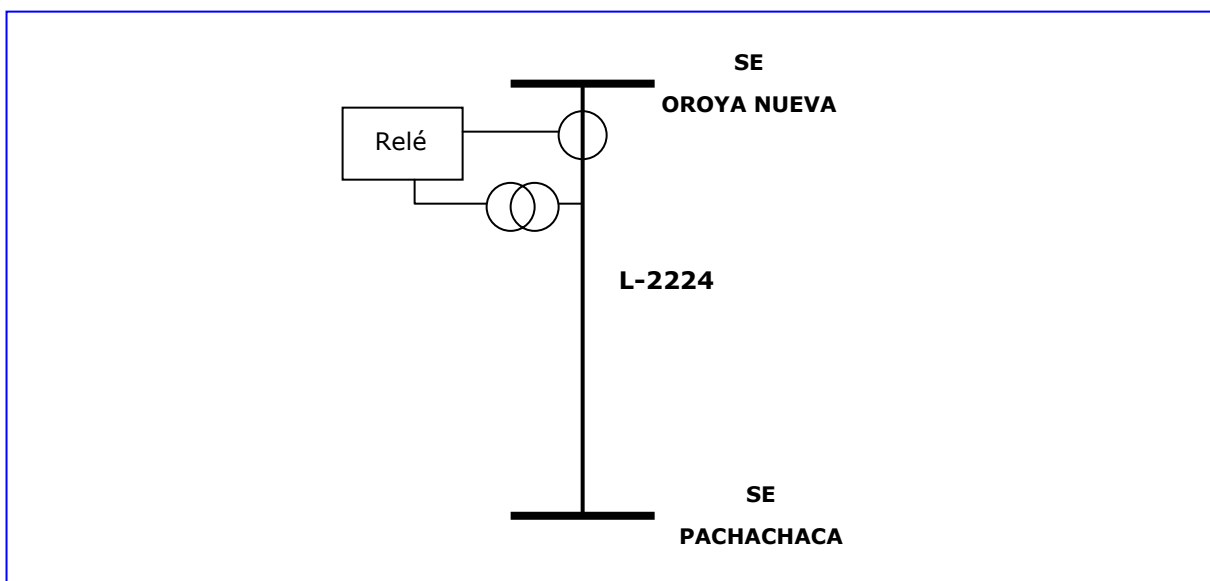 SE
OROYA NUEVA
Relé
L-2224
SE
PACHACHACA